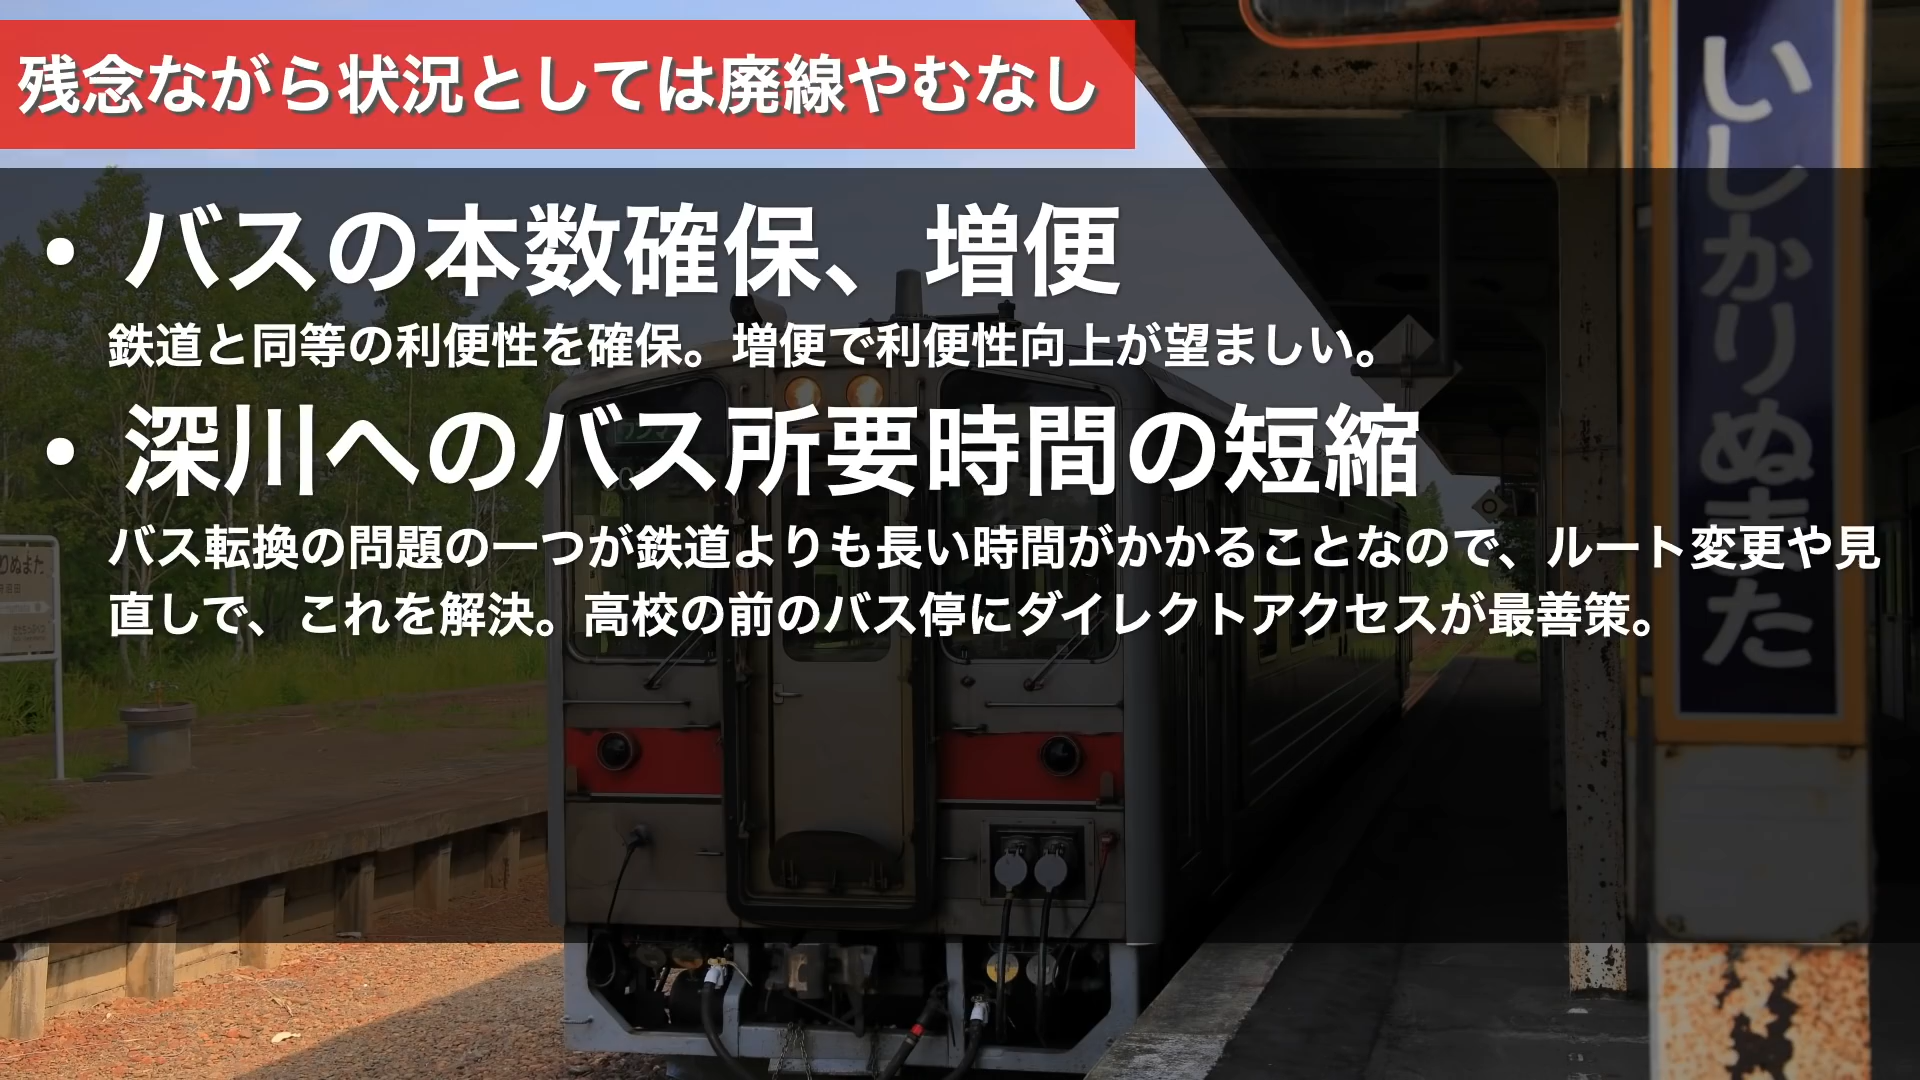 残念ながら状況としては廃線やむなし
• バスの本数確保、増便
鉄道と同等の利便性を確保。増便で利便性向上が望ましい。
• 深川へのバス所要時間の短縮
バス転換の問題の一つが鉄道よりも長い時間がかかることなので、ルート変更や見
直しで、これを解決。高校の前のバス停にダイレクトアクセスが最善策。
いしかりぬまた
りぬまた